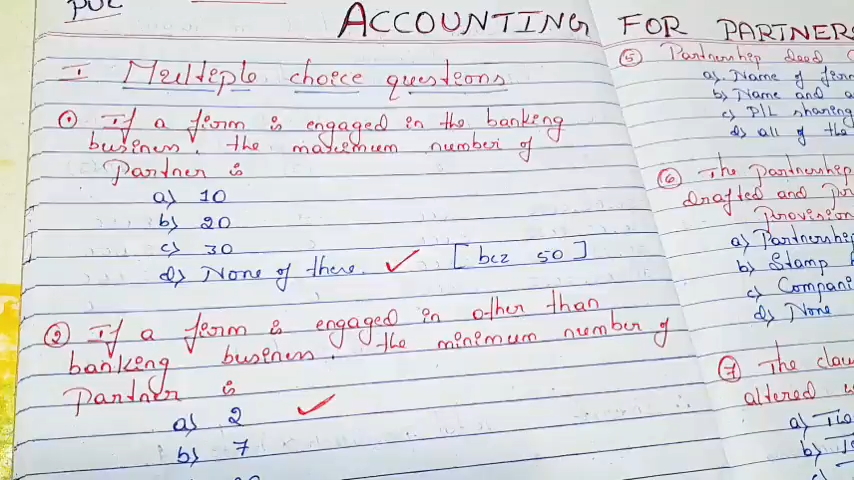 PUC
ACCOUNTING FOR PARTNERS
I Multiple choice questions
① If a firm is engaged in the banking
business. the maximum number of
Partner is
a) 10
b) 20
c) 30
d) None of these. ✓ [bcz 50]
② If a firm is engaged in other than
banking business. the minimum number of
Partner is
a) 2 ✓
b) 7
⑤ Partnership deed
a) Name of firm
b) Name and a
c) P/L sharing
d) all of the
⑥ The Partnership
drafted and
Provision
a) Partnership
b) Stamp
c) Compani
d) None
⑦ The clau
altered
a)
b)
c)